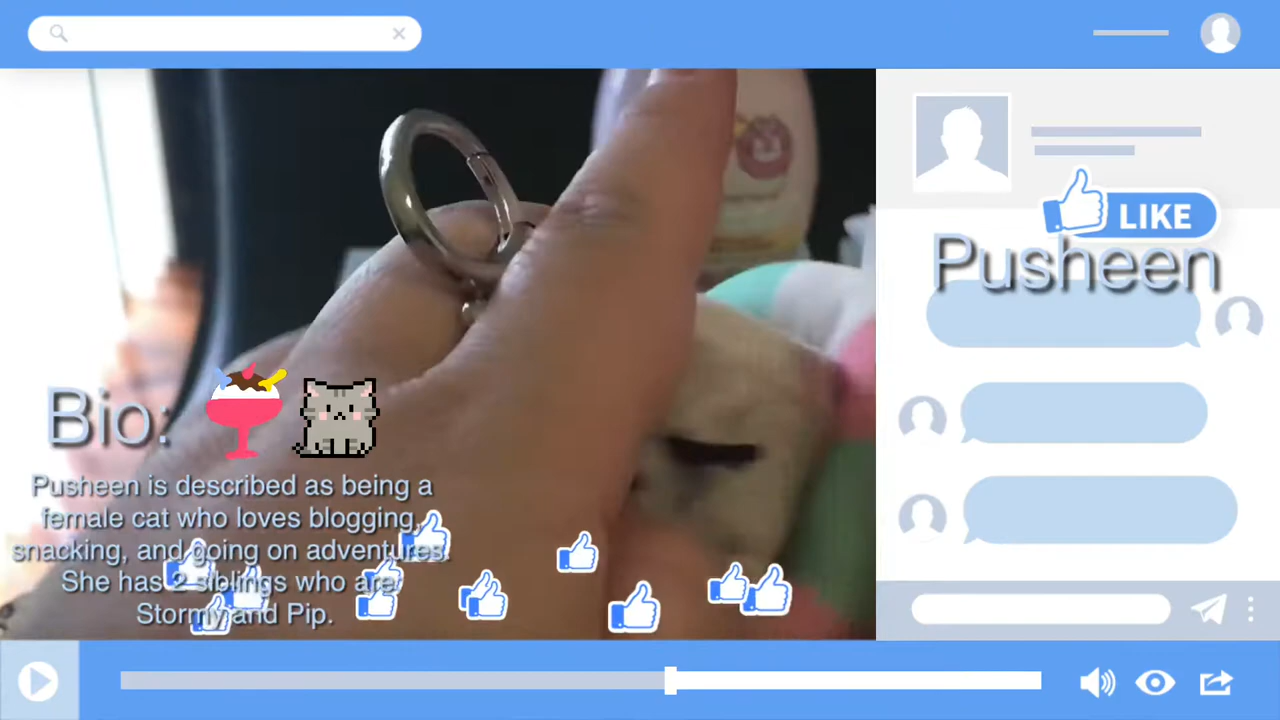 LIKE
Pusheen
Bio:
Pusheen is described as being a
female cat who loves blogging,
snacking, and going on adventures.
She has 2 siblings who are
Stormy and Pip.